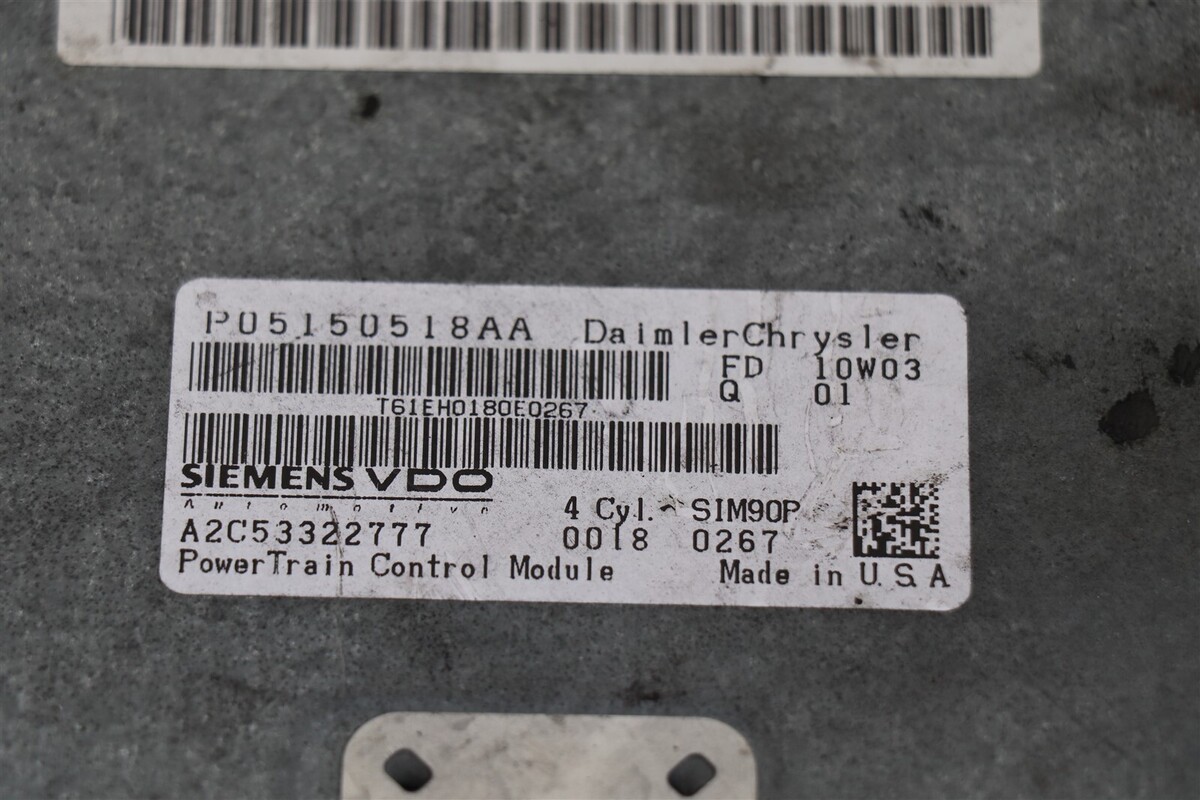 P05150518AA DaimlerChrysler
FD 10W03
Q 01
T61EH0180E0267
SIEMENS VDO
Automotive
4 Cyl.- SIM90P
A2C53322777 0018 0267
PowerTrain Control Module Made in U.S.A